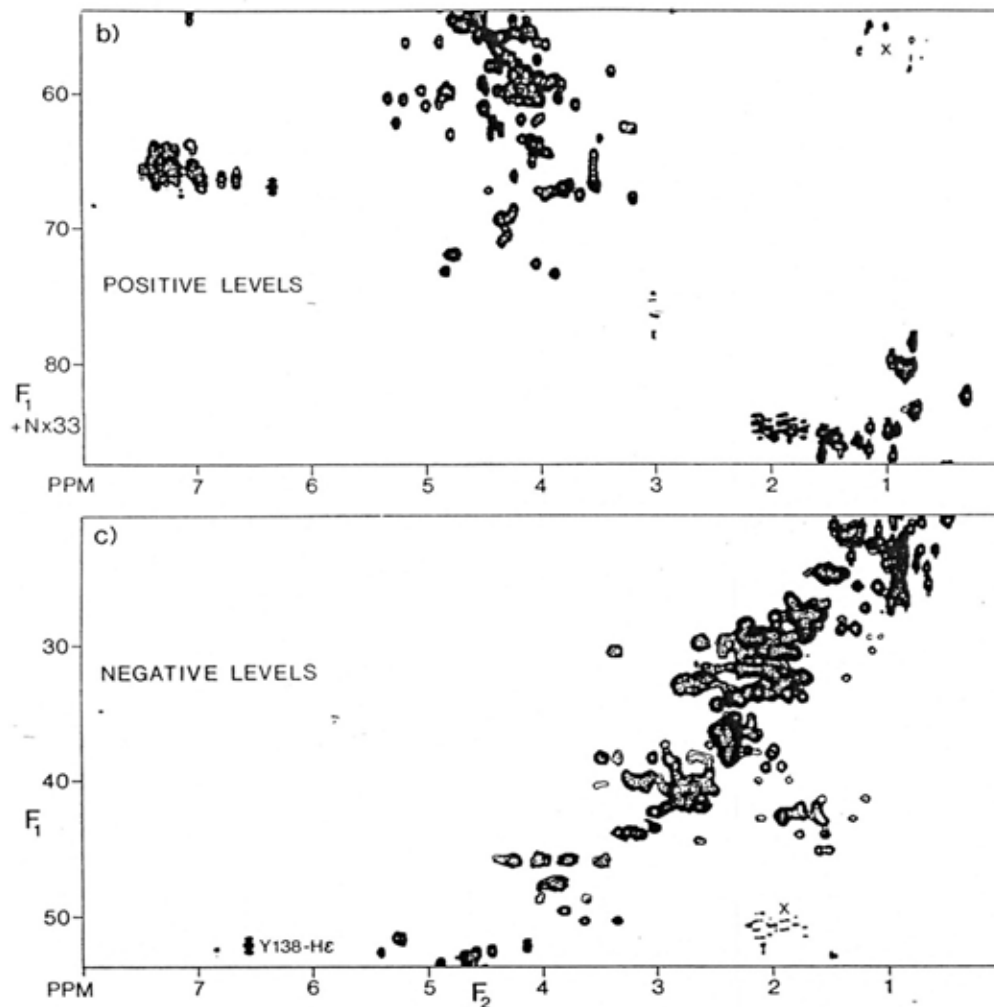 b)
x
60
70
POSITIVE LEVELS
80
F1
+Nx33
PPM 7 6 5 4 3 2 1
c)
30
NEGATIVE LEVELS
40
F1
x
50
Y138-Hε
PPM 7 6 5 F2 4 3 2 1